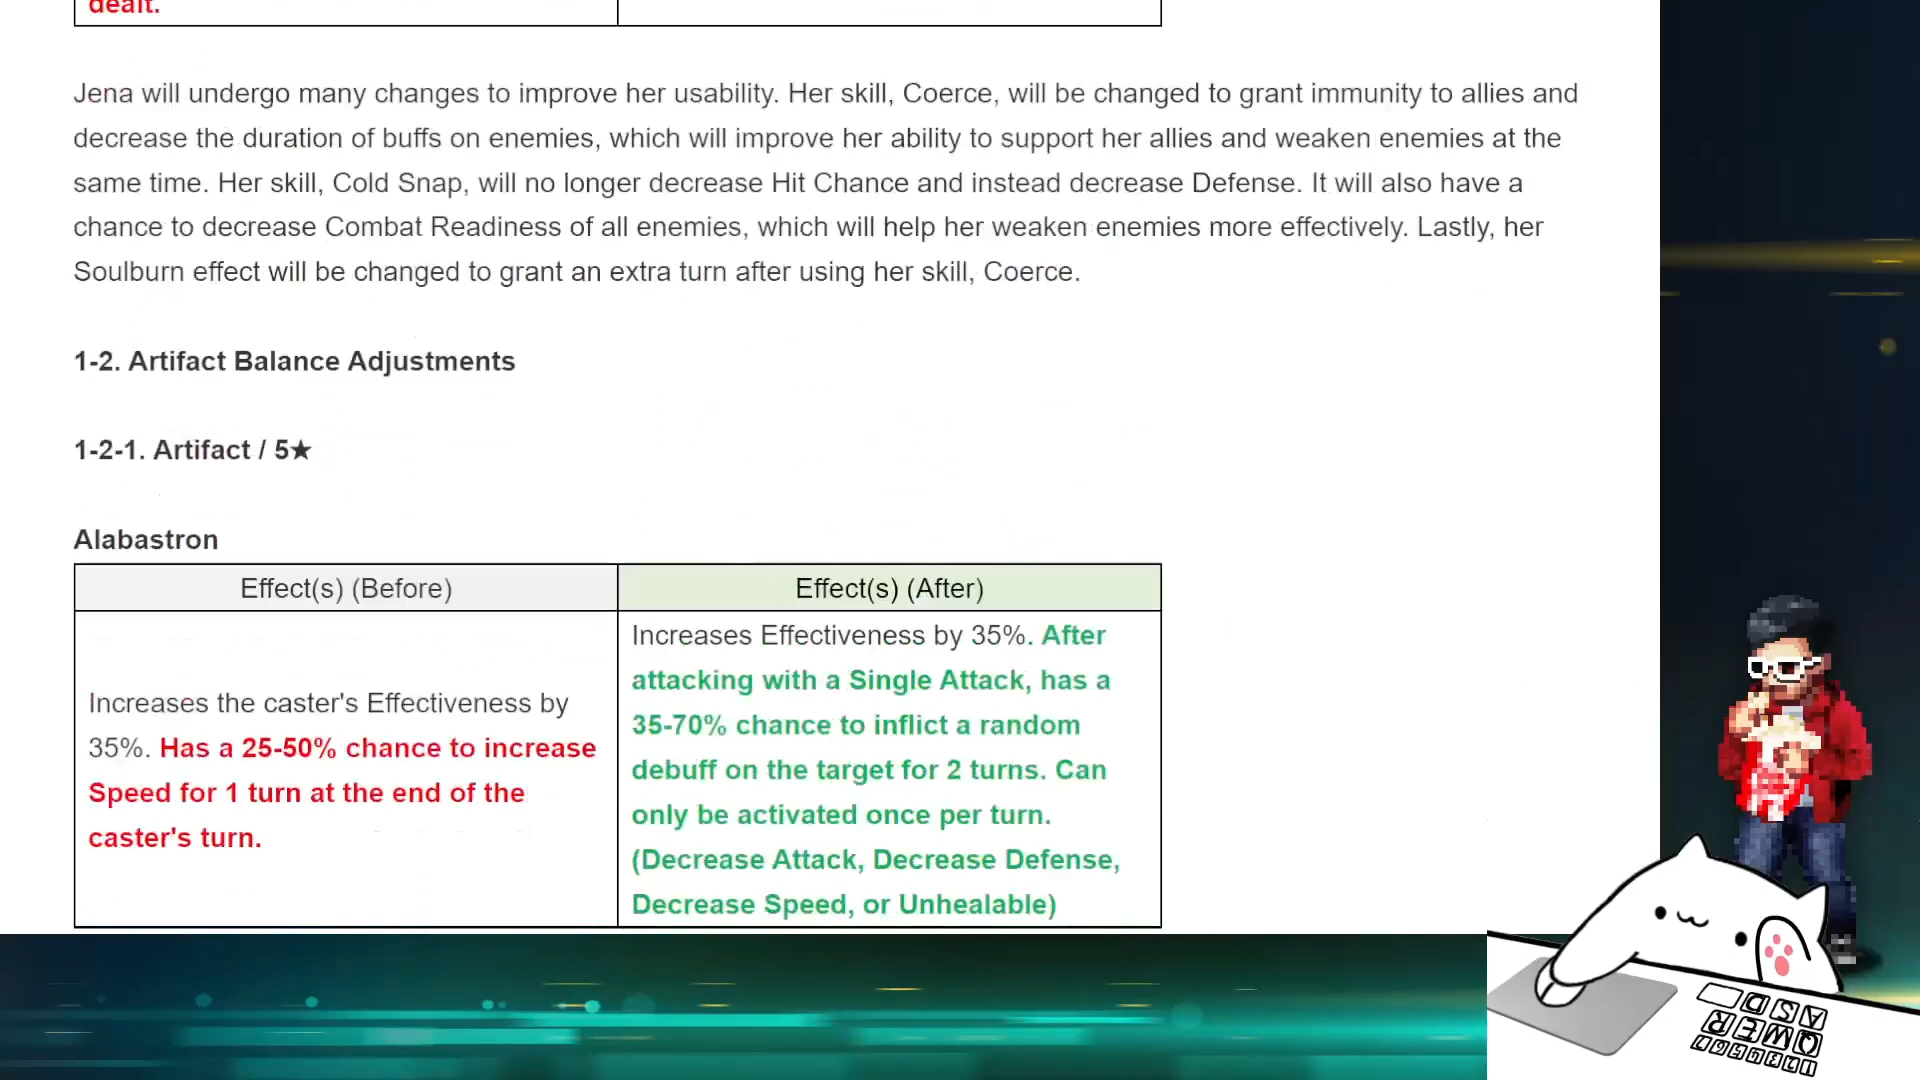 dealt.
Jena will undergo many changes to improve her usability. Her skill, Coerce, will be changed to grant immunity to allies and
decrease the duration of buffs on enemies, which will improve her ability to support her allies and weaken enemies at the
same time. Her skill, Cold Snap, will no longer decrease Hit Chance and instead decrease Defense. It will also have a
chance to decrease Combat Readiness of all enemies, which will help her weaken enemies more effectively. Lastly, her
Soulburn effect will be changed to grant an extra turn after using her skill, Coerce.
1-2. Artifact Balance Adjustments
1-2-1. Artifact / 5★
Alabastron
Effect(s) (Before)
Effect(s) (After)
Increases the caster's Effectiveness by
35%. Has a 25-50% chance to increase
Speed for 1 turn at the end of the
caster's turn.
Increases Effectiveness by 35%. After
attacking with a Single Attack, has a
35-70% chance to inflict a random
debuff on the target for 2 turns. Can
only be activated once per turn.
(Decrease Attack, Decrease Defense,
Decrease Speed, or Unhealable)
A S D
Q W E R
1 2 3 4 5 6 7